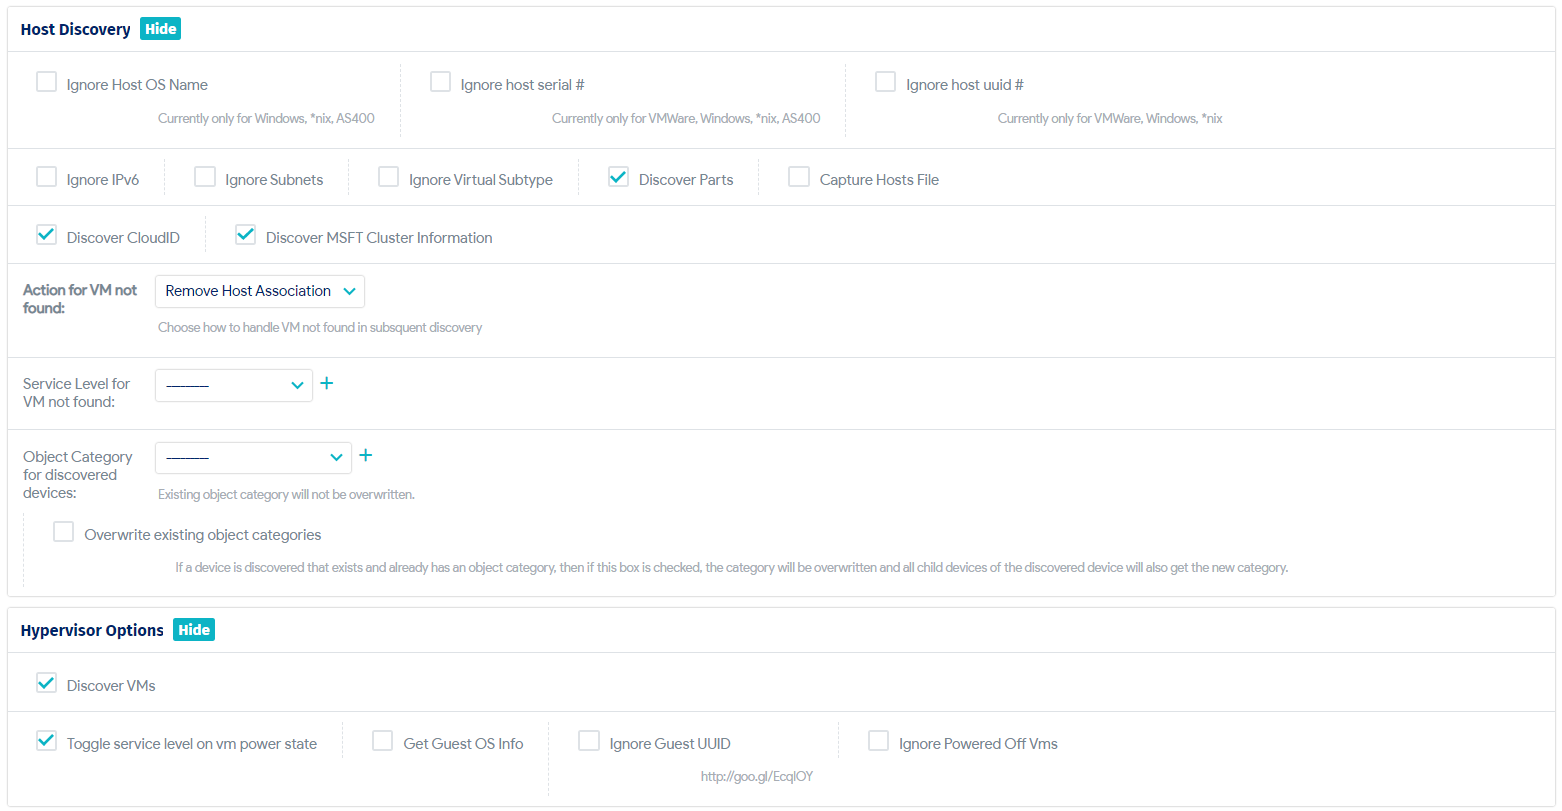 Host Discovery Hide
Ignore Host OS Name
Currently only for Windows, *nix, AS400
Ignore host serial #
Currently only for VMWare, Windows, *nix, AS400
Ignore host uuid #
Currently only for VMWare, Windows, *nix
Ignore IPv6
Ignore Subnets
Ignore Virtual Subtype
Discover Parts
Capture Hosts File
Discover CloudID
Discover MSFT Cluster Information
Action for VM not
found:
Remove Host Association
Choose how to handle VM not found in subsquent discovery
Service Level for
VM not found:
---------
+
Object Category
for discovered
devices:
---------
+
Existing object category will not be overwritten.
Overwrite existing object categories
If a device is discovered that exists and already has an object category, then if this box is checked, the category will be overwritten and all child devices of the discovered device will also get the new category.
Hypervisor Options Hide
Discover VMs
Toggle service level on vm power state
Get Guest OS Info
Ignore Guest UUID
http://goo.gl/EcqlOY
Ignore Powered Off Vms